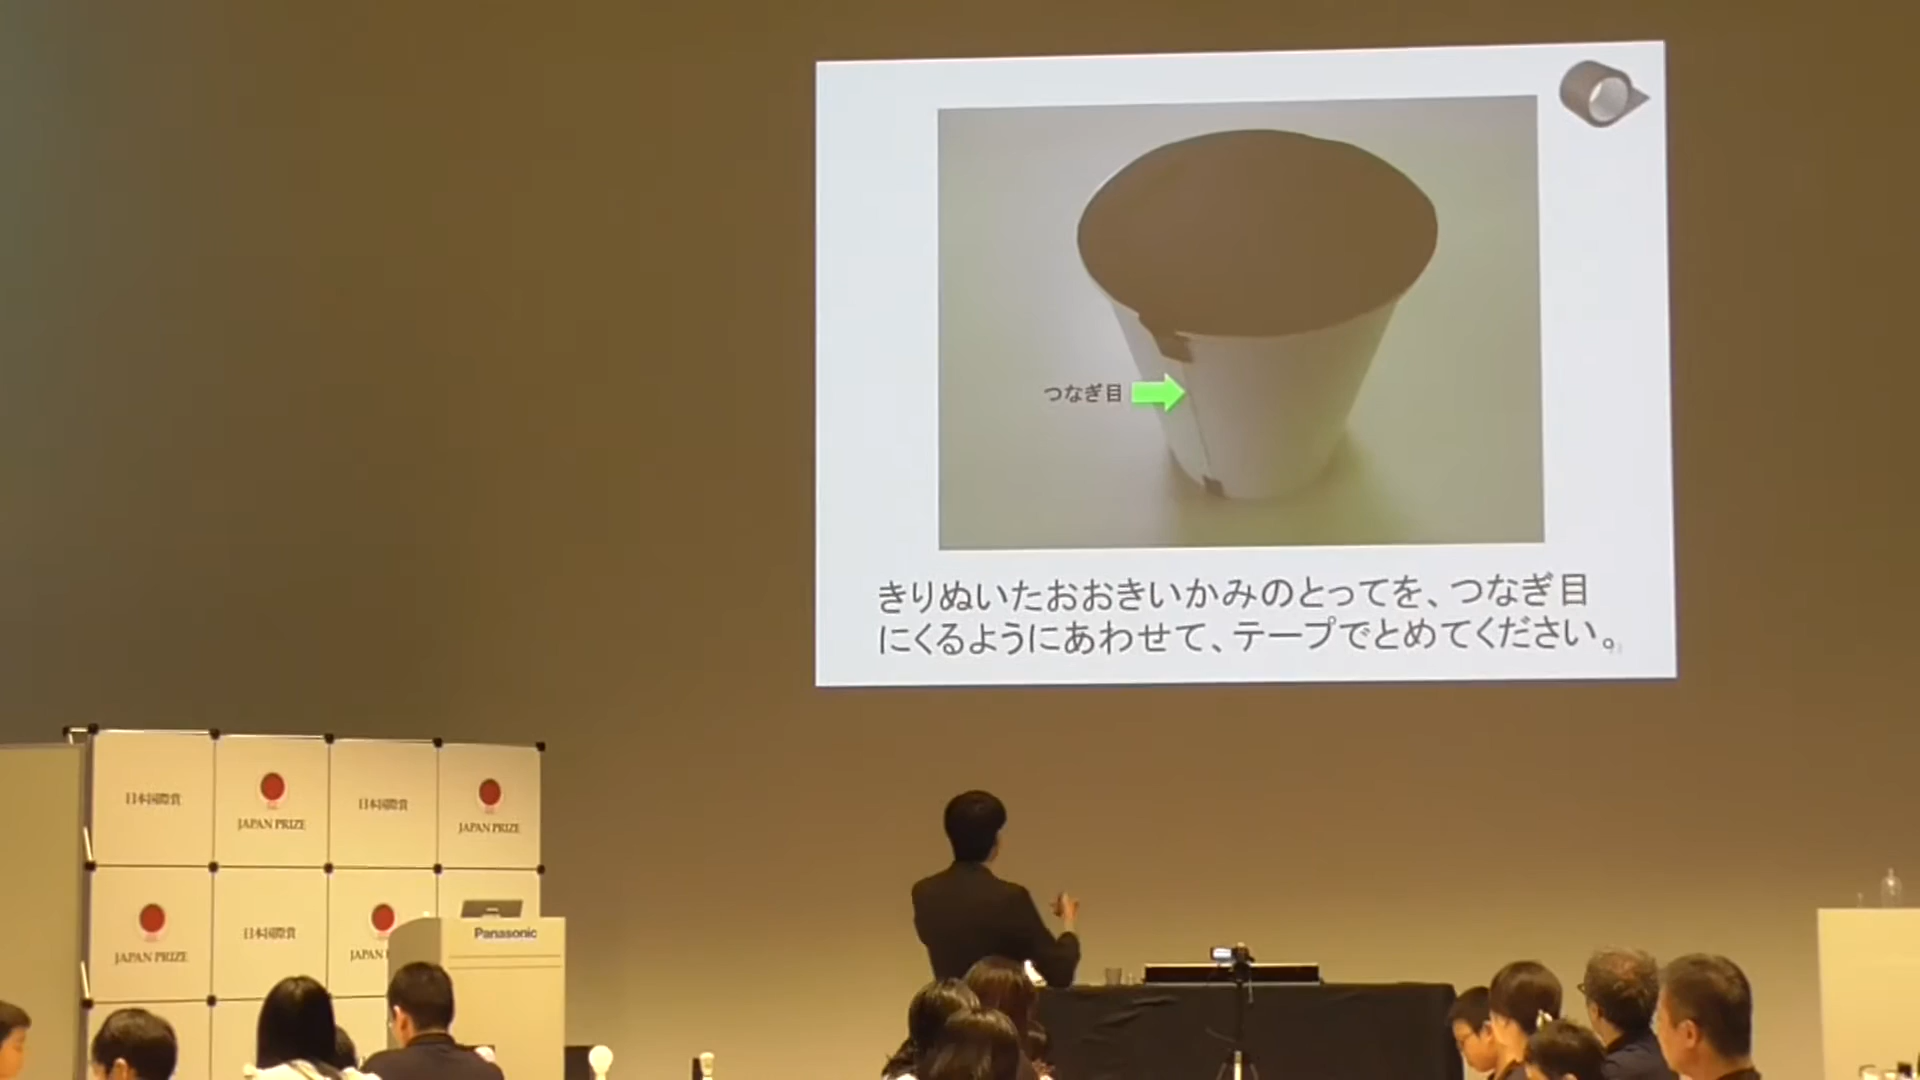 つなぎ目
きりぬいたおおきいかみのとってを、つなぎ目
にくるようにあわせて、テープでとめてください。
日本国際賞
JAPAN PRIZE
日本国際賞
JAPAN PRIZE
JAPAN PRIZE
日本国際賞
JAPAN
Panasonic